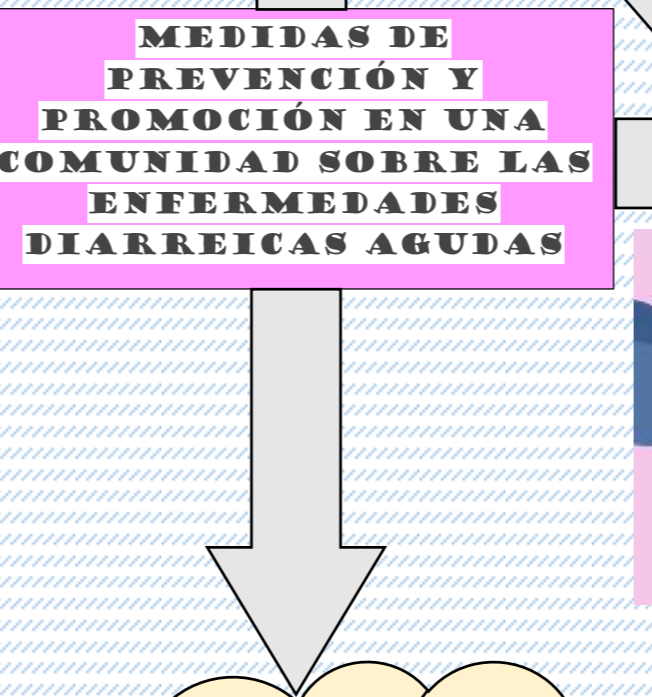 MEDIDAS DE
PREVENCIÓN Y
PROMOCIÓN EN UNA
COMUNIDAD SOBRE LAS
ENFERMEDADES
DIARREICAS AGUDAS